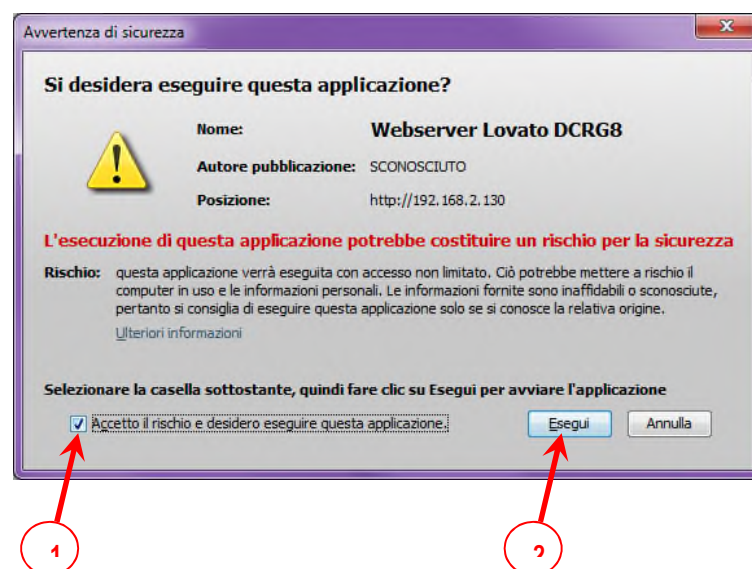 Avvertenza di sicurezza
Si desidera eseguire questa applicazione?
Nome: Webserver Lovato DCRG8
Autore pubblicazione: SCONOSCIUTO
Posizione: http://192.168.2.130
L'esecuzione di questa applicazione potrebbe costituire un rischio per la sicurezza
Rischio: questa applicazione verrà eseguita con accesso non limitato. Ciò potrebbe mettere a rischio il
computer in uso e le informazioni personali. Le informazioni fornite sono inaffidabili o sconosciute,
pertanto si consiglia di eseguire questa applicazione solo se si conosce la relativa origine.
Ulteriori informazioni
Selezionare la casella sottostante, quindi fare clic su Esegui per avviare l'applicazione
Accetto il rischio e desidero eseguire questa applicazione. Esegui Annulla
1 2